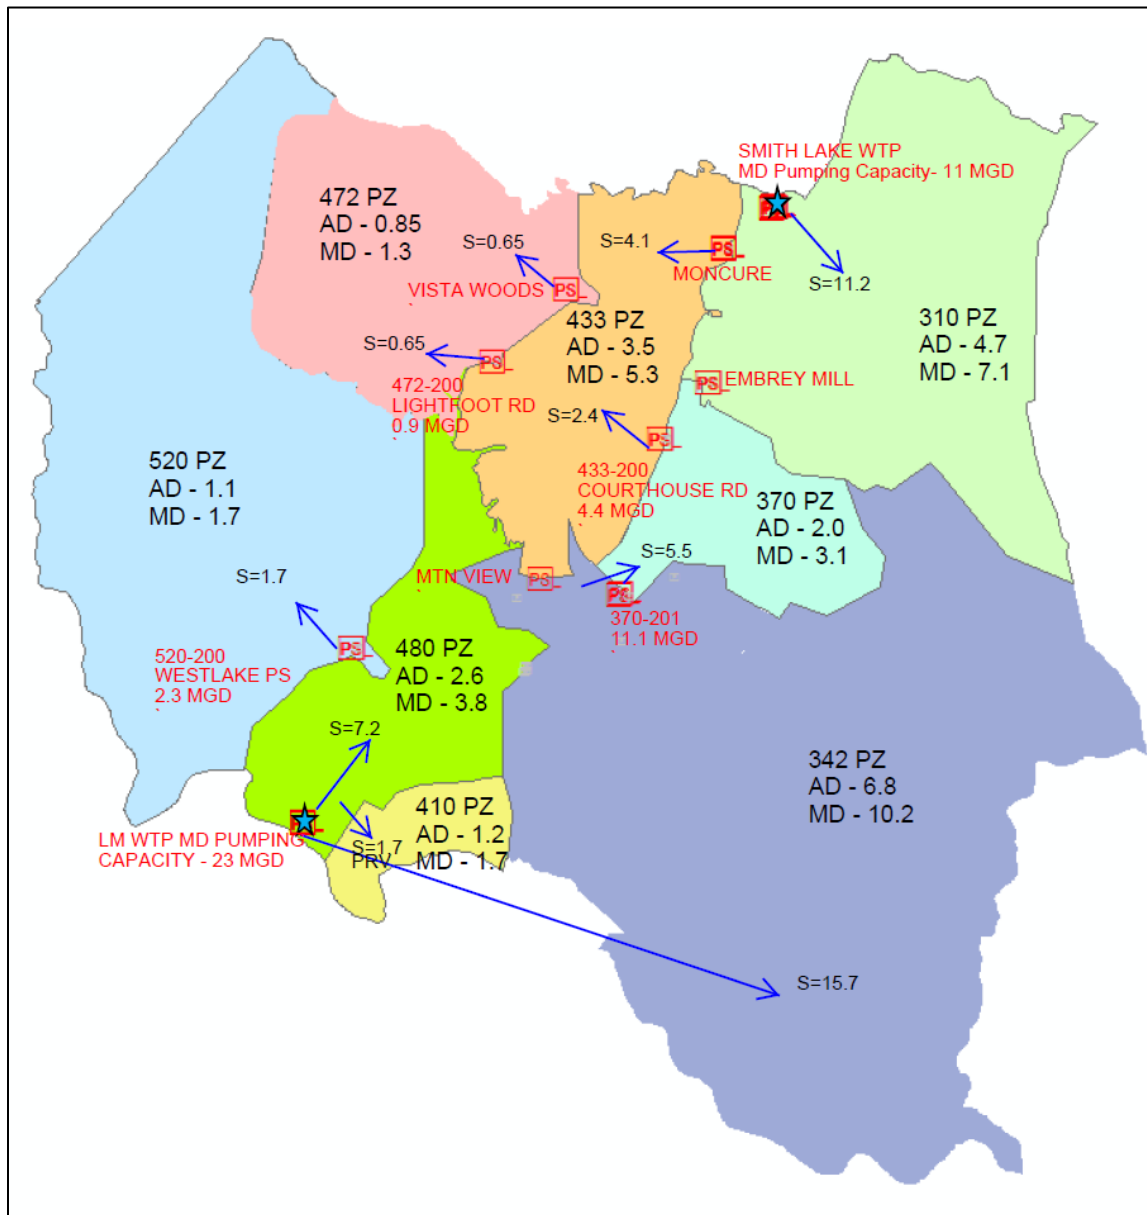 SMITH LAKE WTP
MD Pumping Capacity- 11 MGD
PS
472 PZ
AD - 0.85
MD - 1.3
S=0.65
S=4.1
PS
MONCURE
S=11.2
VISTA WOODS
PS
433 PZ
AD - 3.5
MD - 5.3
310 PZ
AD - 4.7
MD - 7.1
S=0.65
PS
472-200
LIGHTFOOT RD
0.9 MGD
PS
EMBREY MILL
S=2.4
PS
433-200
COURTHOUSE RD
4.4 MGD
520 PZ
AD - 1.1
MD - 1.7
370 PZ
AD - 2.0
MD - 3.1
S=5.5
S=1.7
MTN VIEW
PS
PS
370-201
11.1 MGD
PS
520-200
WESTLAKE PS
2.3 MGD
480 PZ
AD - 2.6
MD - 3.8
S=7.2
342 PZ
AD - 6.8
MD - 10.2
410 PZ
AD - 1.2
MD - 1.7
S=1.7
PRV
LM WTP MD PUMPING
CAPACITY - 23 MGD
S=15.7